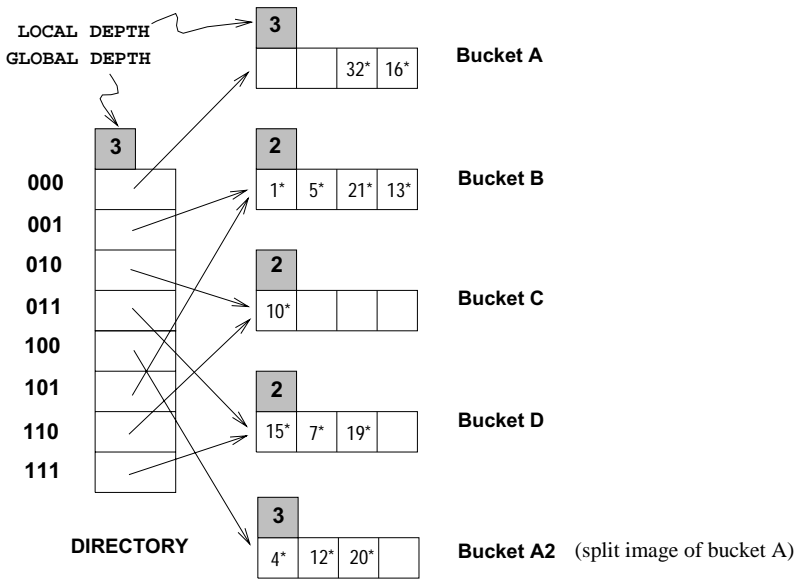 LOCAL DEPTH
GLOBAL DEPTH
3
32* 16*
Bucket A
3
2
000
1* 5* 21* 13*
Bucket B
001
010
2
011
10*
Bucket C
100
101
2
110
15* 7* 19*
Bucket D
111
3
DIRECTORY
4* 12* 20*
Bucket A2 (split image of bucket A)